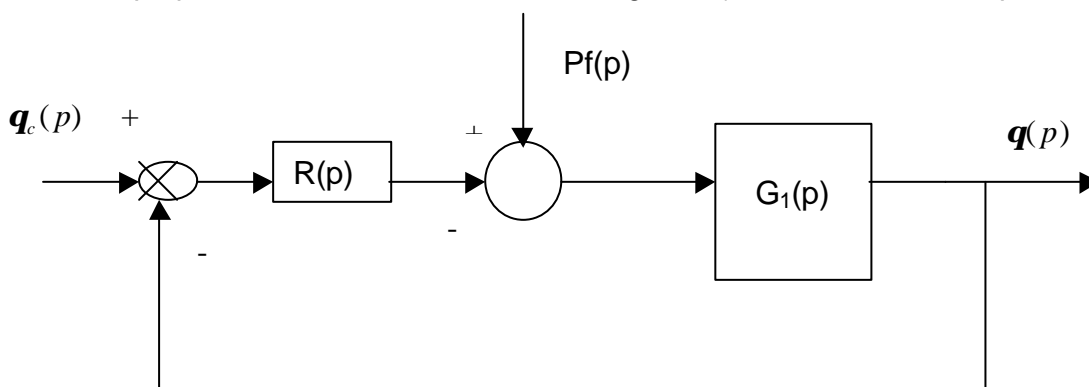 Pf(p)
q_c(p) +
+
q(p)
R(p)
G₁(p)
-
-